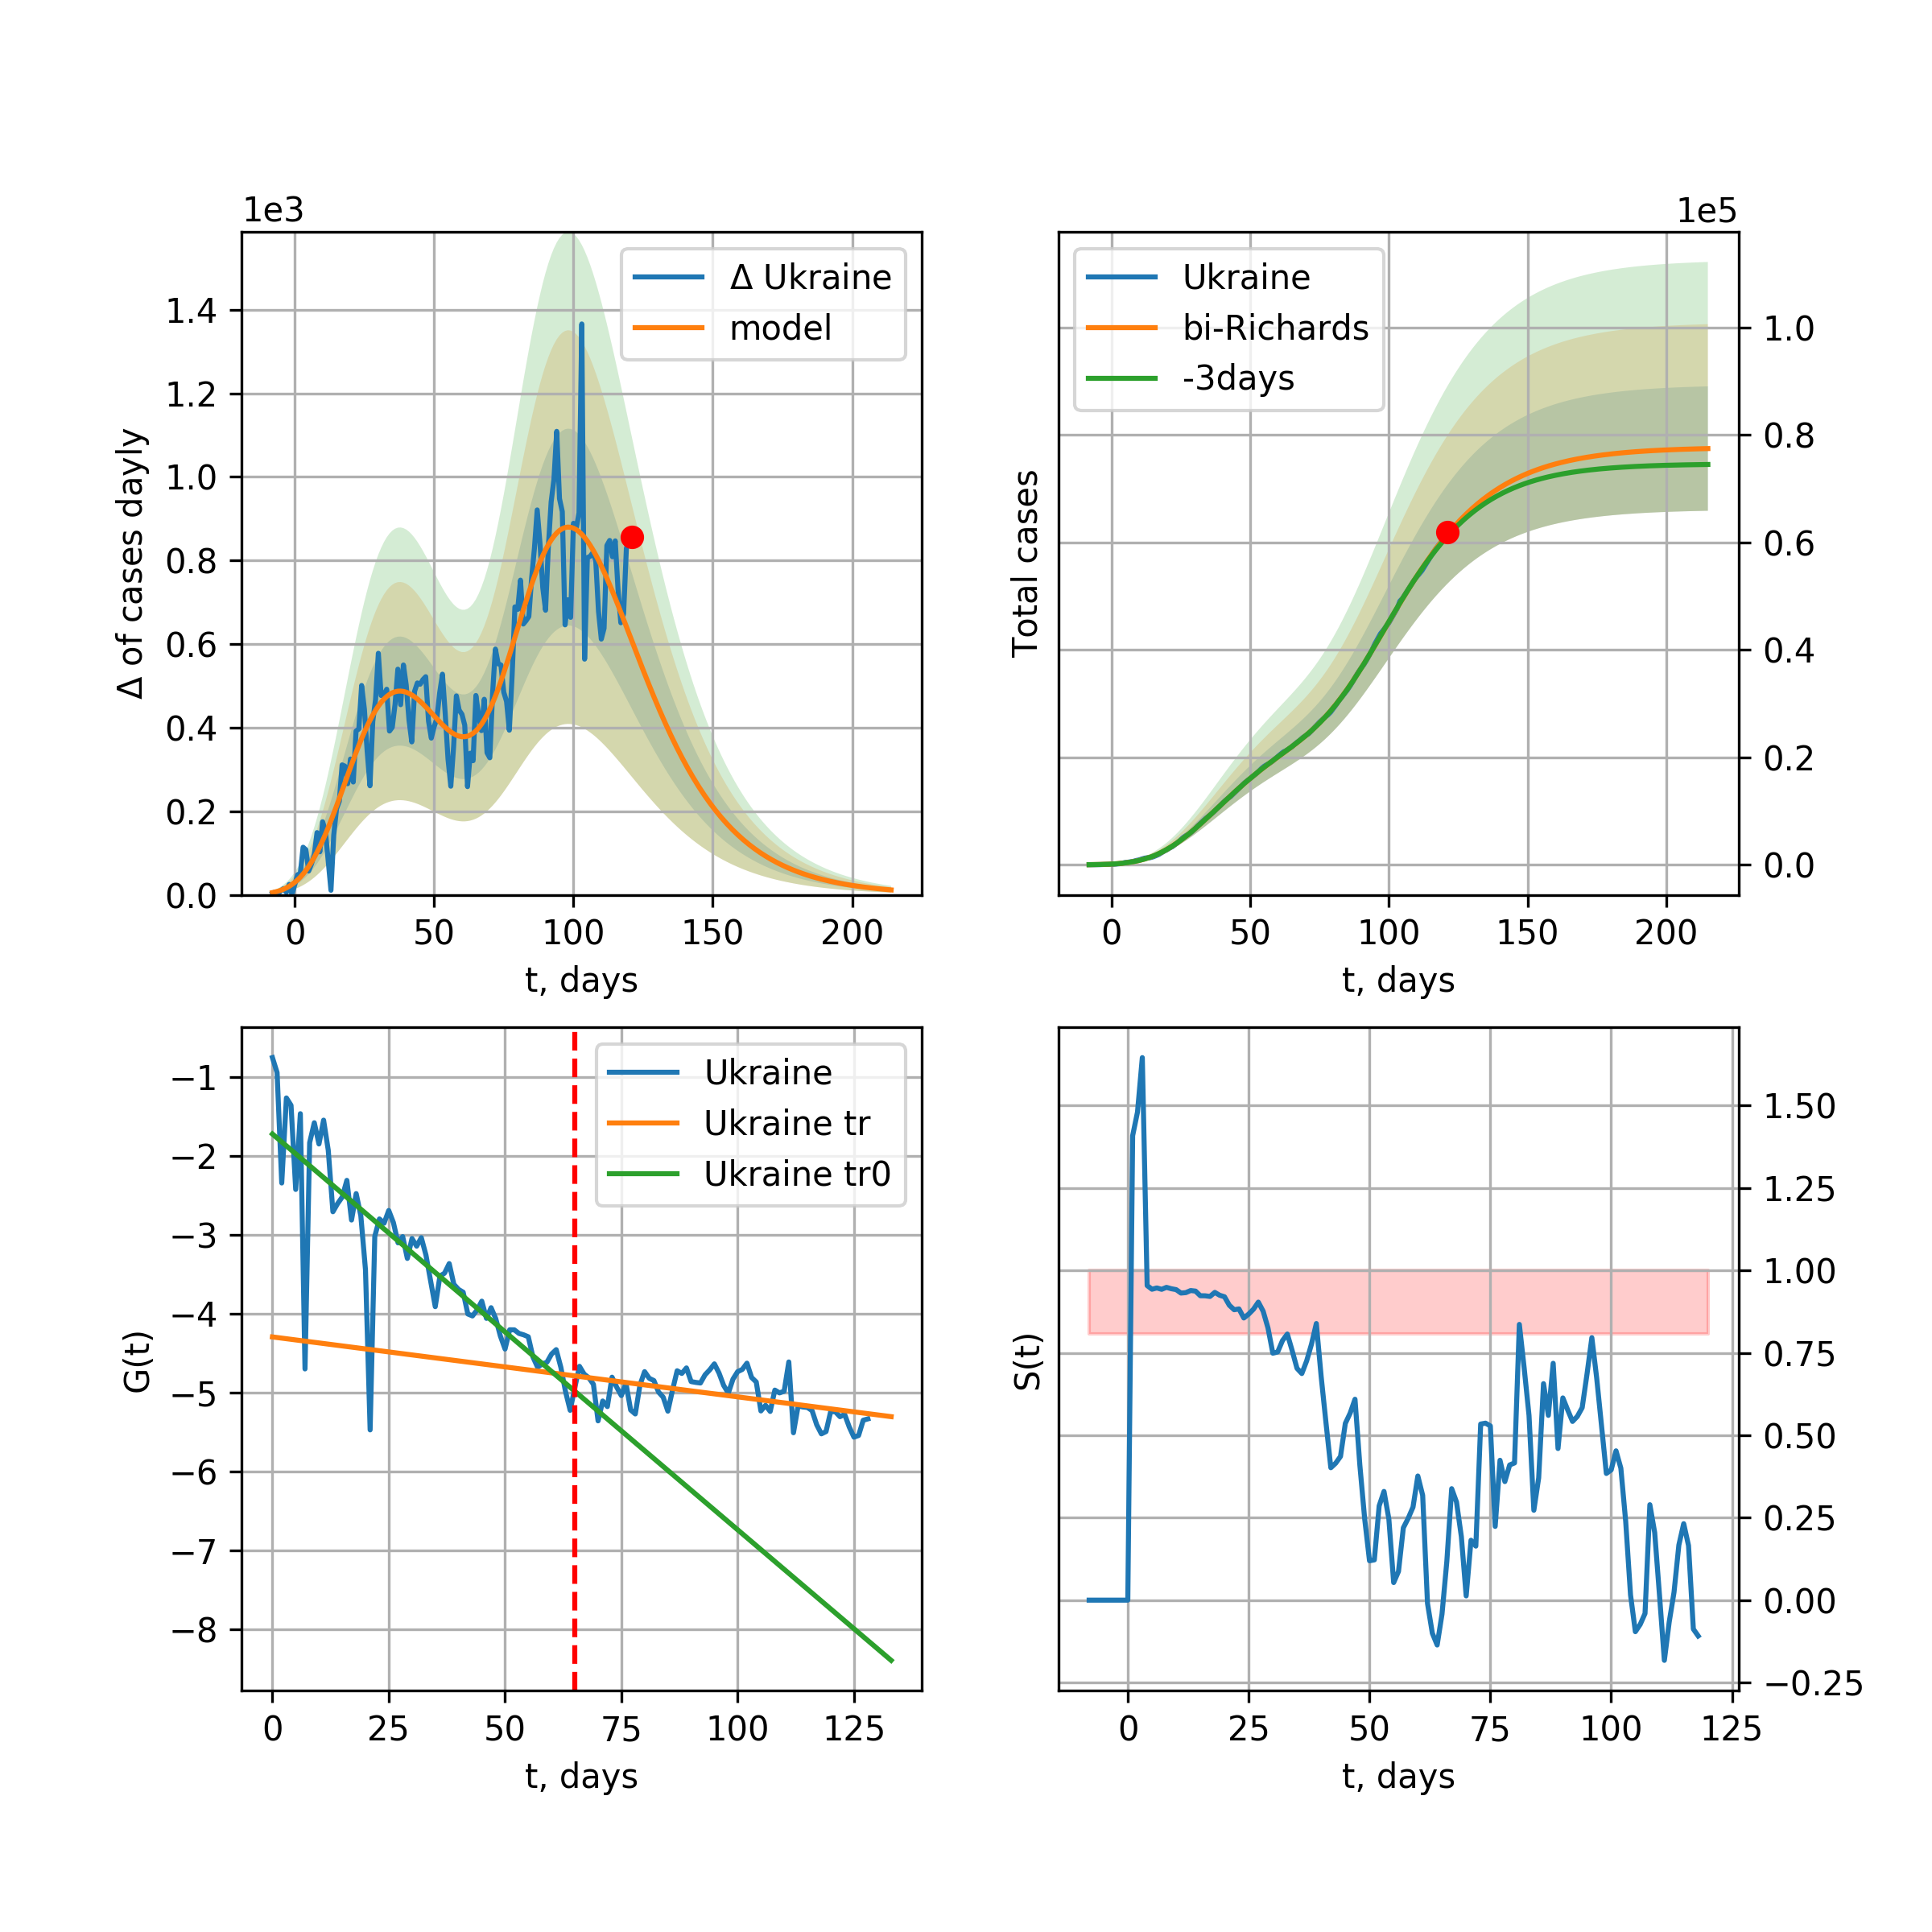 1e3
Δ of cases dayly
1.4
1.2
1.0
0.8
0.6
0.4
0.2
0.0
Δ Ukraine
model
0 50 100 150 200
t, days
1e5
Total cases
Ukraine
bi-Richards
-3days
1.0
0.8
0.6
0.4
0.2
0.0
0 50 100 150 200
t, days
G(t)
−1
−2
−3
−4
−5
−6
−7
−8
Ukraine
Ukraine tr
Ukraine tr0
0 25 50 75 100 125
t, days
S(t)
1.50
1.25
1.00
0.75
0.50
0.25
0.00
−0.25
0 25 50 75 100 125
t, days